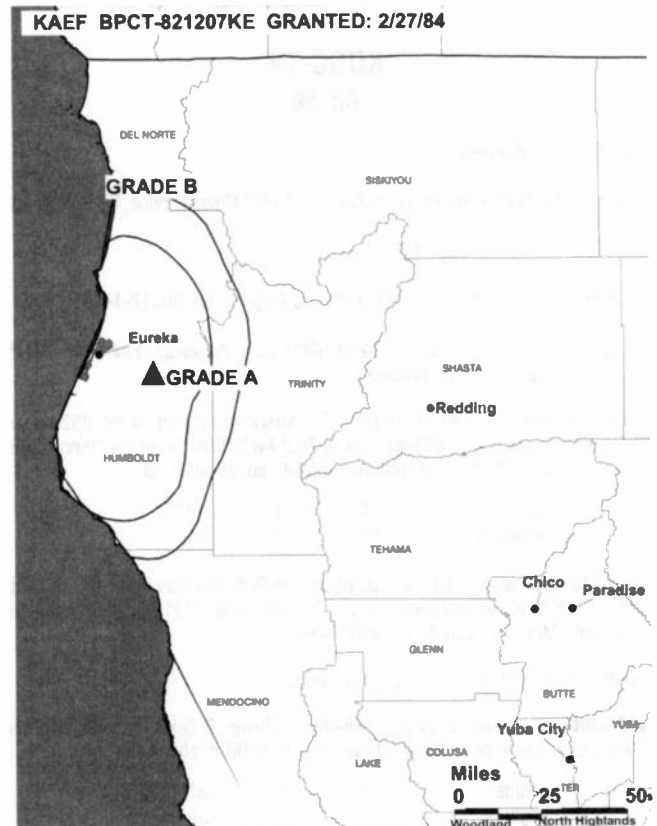 KAEF BPCT-821207KE GRANTED: 2/27/84
DEL NORTE
GRADE B
SISKIYOU
Eureka
GRADE A
TRINITY
SHASTA
Redding
HUMBOLDT
TEHAMA
Chico
Paradise
GLENN
MENDOCINO
BUTTE
Yuba City
YUBA
LAKE
COLUSA
Miles
0 25 50
Woodland
North Highlands